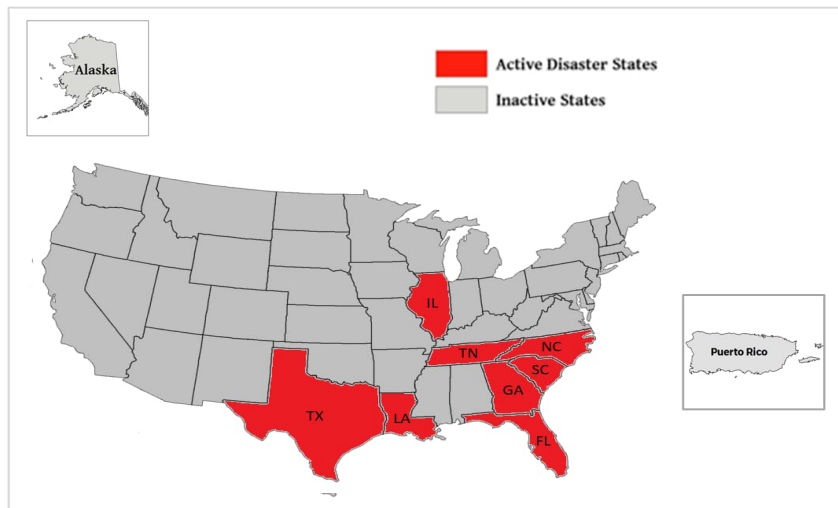 Alaska
Active Disaster States
Inactive States
IL
TN
NC
SC
GA
TX
LA
FL
Puerto Rico